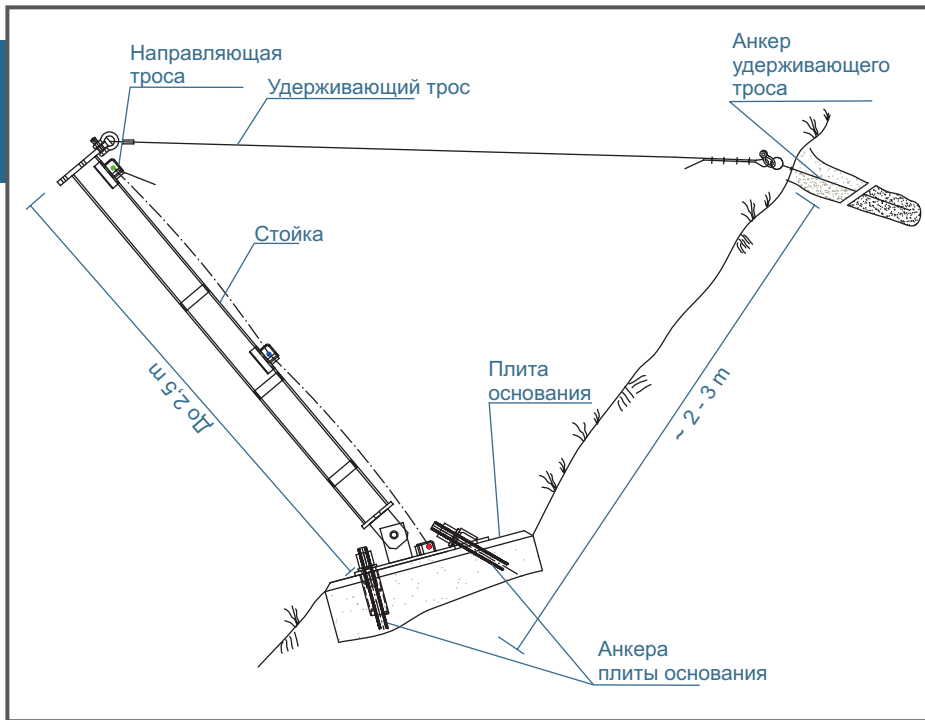 Направляющая
троса
Удерживающий трос
Анкер
удерживающего
троса
Стойка
До 2,5 m
Плита
основания
~ 2 - 3 m
Анкера
плиты основания